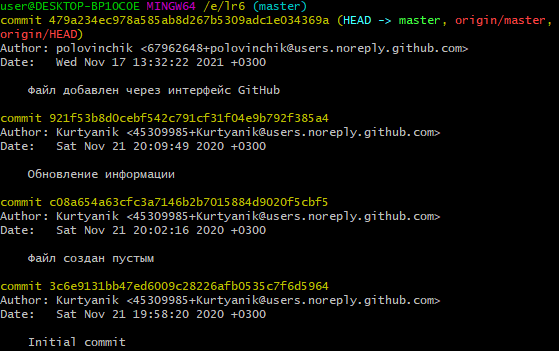 user@DESKTOP-BP1OCOE MINGW64 /e/lr6 (master)
commit 479a234ec978a585ab8d267b5309adc1e034369a (HEAD -> master, origin/master,
origin/HEAD)
Author: polovinchik <67962648+polovinchik@users.noreply.github.com>
Date:   Wed Nov 17 13:32:22 2021 +0300

    Файл добавлен через интерфейс GitHub

commit 921f53b8d0cebf542c791cf31f04e9b792f385a4
Author: Kurtyanik <45309985+Kurtyanik@users.noreply.github.com>
Date:   Sat Nov 21 20:09:49 2020 +0300

    Обновление информации

commit c08a654a63cfc3a7146b2b7015884d9020f5cbf5
Author: Kurtyanik <45309985+Kurtyanik@users.noreply.github.com>
Date:   Sat Nov 21 20:02:16 2020 +0300

    Файл создан пустым

commit 3c6e9131bb47ed6009c28226afb0535c7f6d5964
Author: Kurtyanik <45309985+Kurtyanik@users.noreply.github.com>
Date:   Sat Nov 21 19:58:20 2020 +0300

    Initial commit